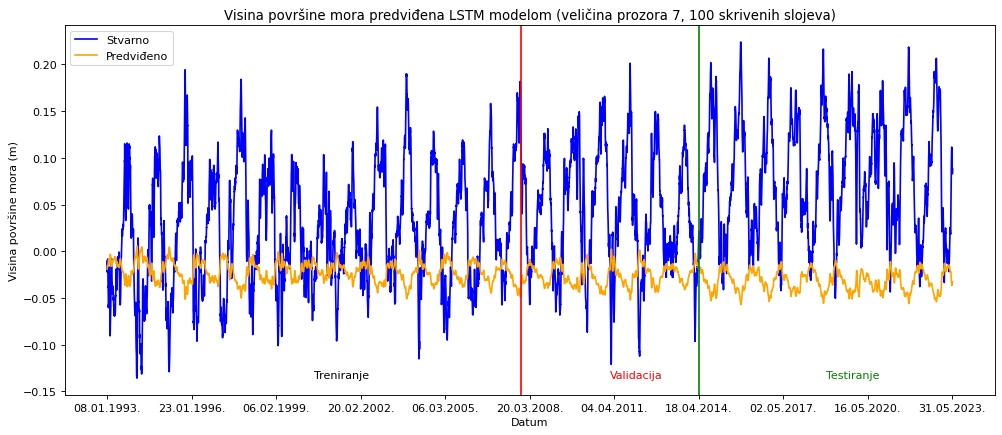 Visina površine mora predviđena LSTM modelom (veličina prozora 7, 100 skrivenih slojeva)
Stvarno
Predviđeno
Visina površine mora (m)
0.20
0.15
0.10
0.05
0.00
−0.05
−0.10
−0.15
Treniranje
Validacija
Testiranje
08.01.1993.
23.01.1996.
06.02.1999.
20.02.2002.
06.03.2005.
20.03.2008.
04.04.2011.
18.04.2014.
02.05.2017.
16.05.2020.
31.05.2023.
Datum